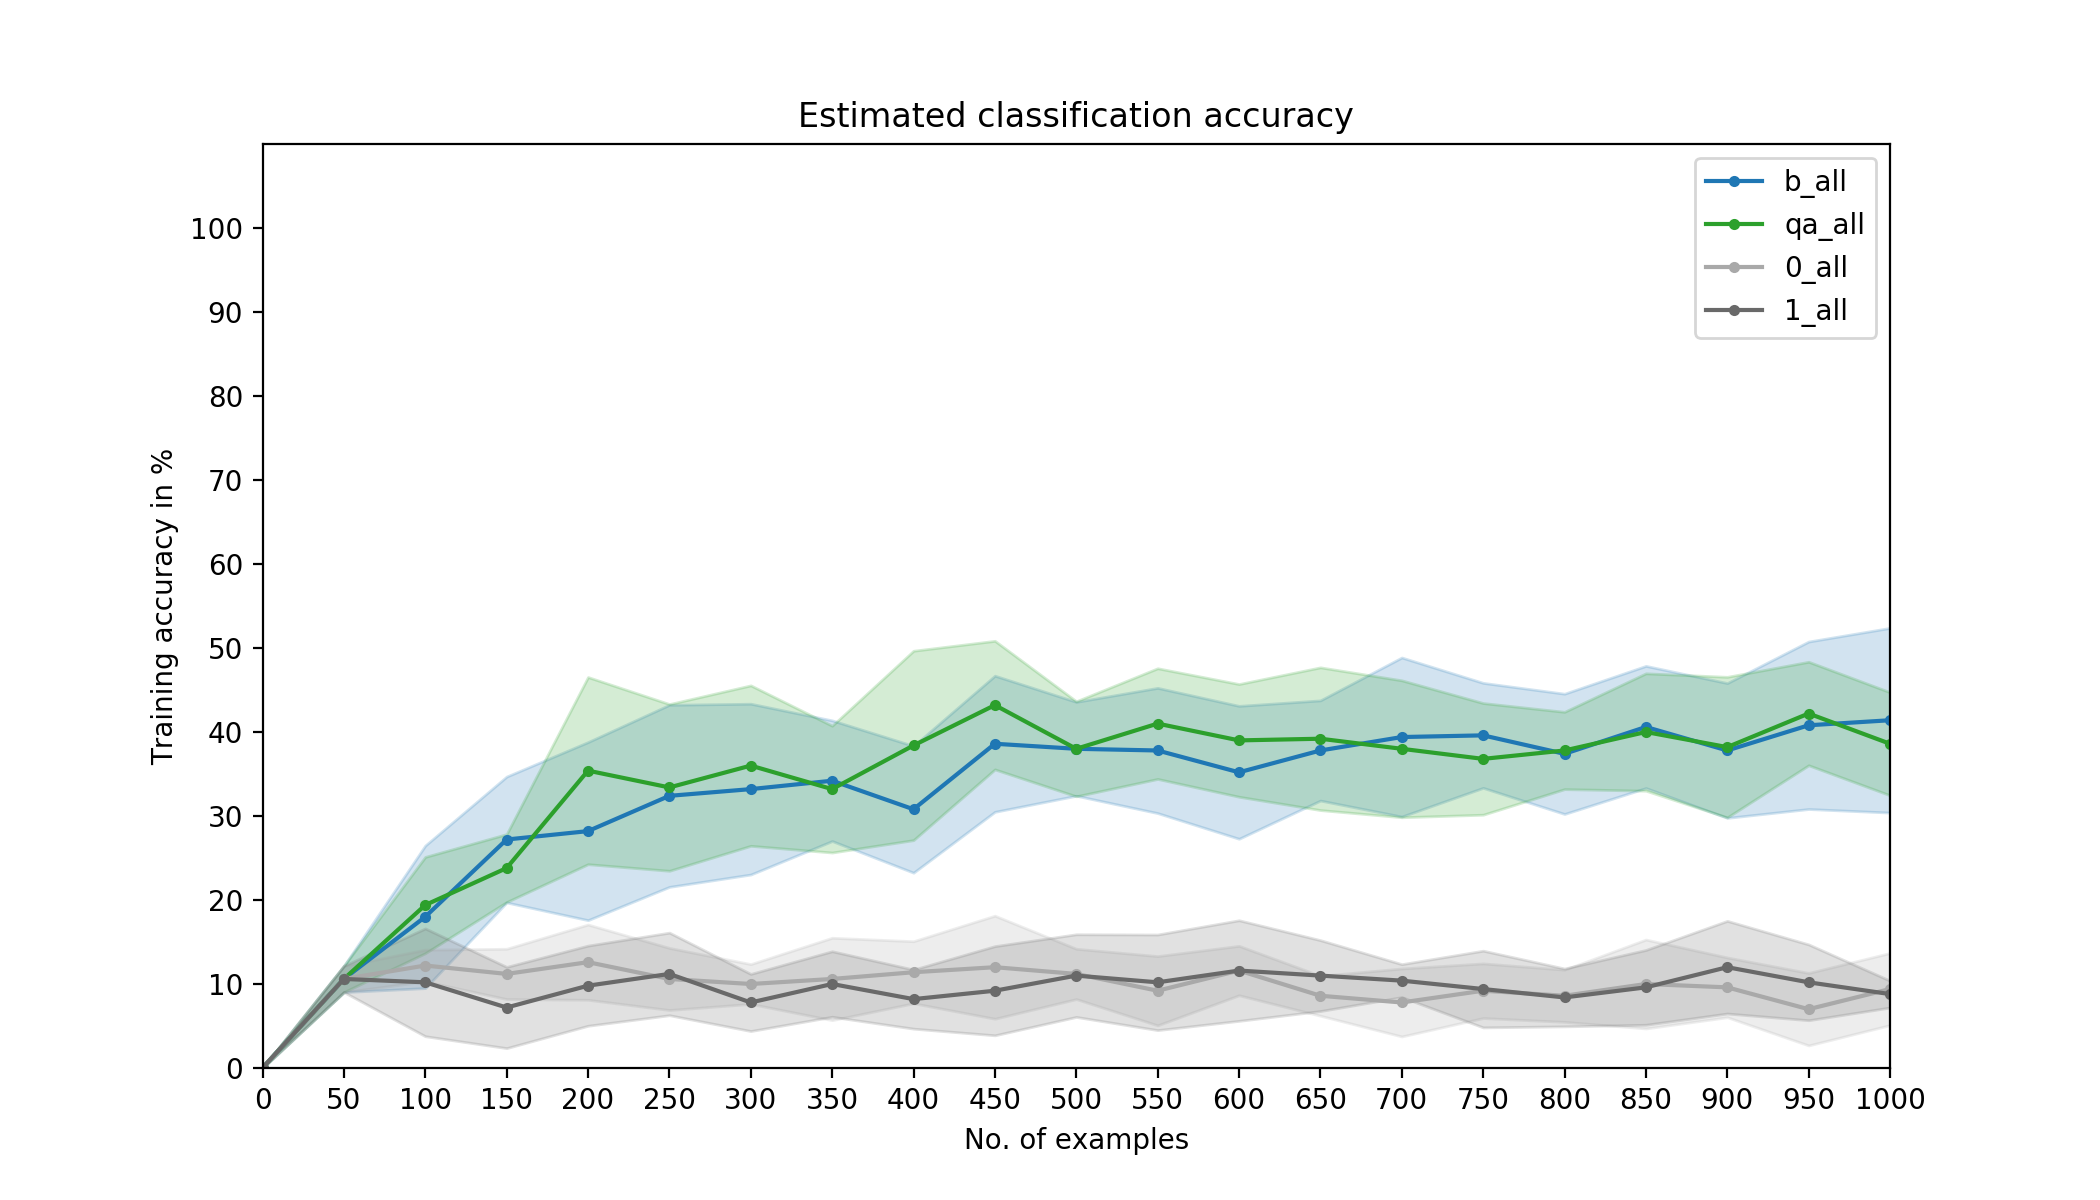 Estimated classification accuracy
b_all
qa_all
0_all
1_all
100
90
80
70
60
50
40
30
20
10
0
Training accuracy in %
0 50 100 150 200 250 300 350 400 450 500 550 600 650 700 750 800 850 900 950 1000
No. of examples